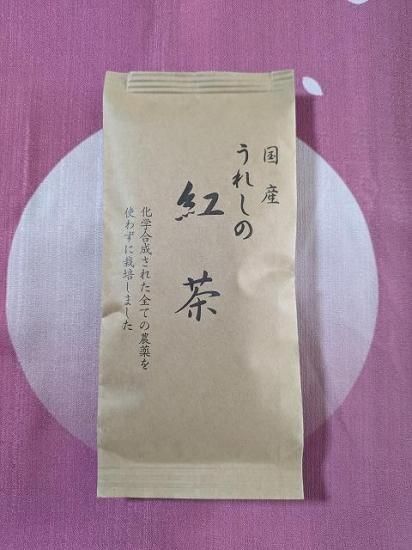 国産
うれしの
紅茶
化学合成された全ての農薬を
使わずに栽培しました